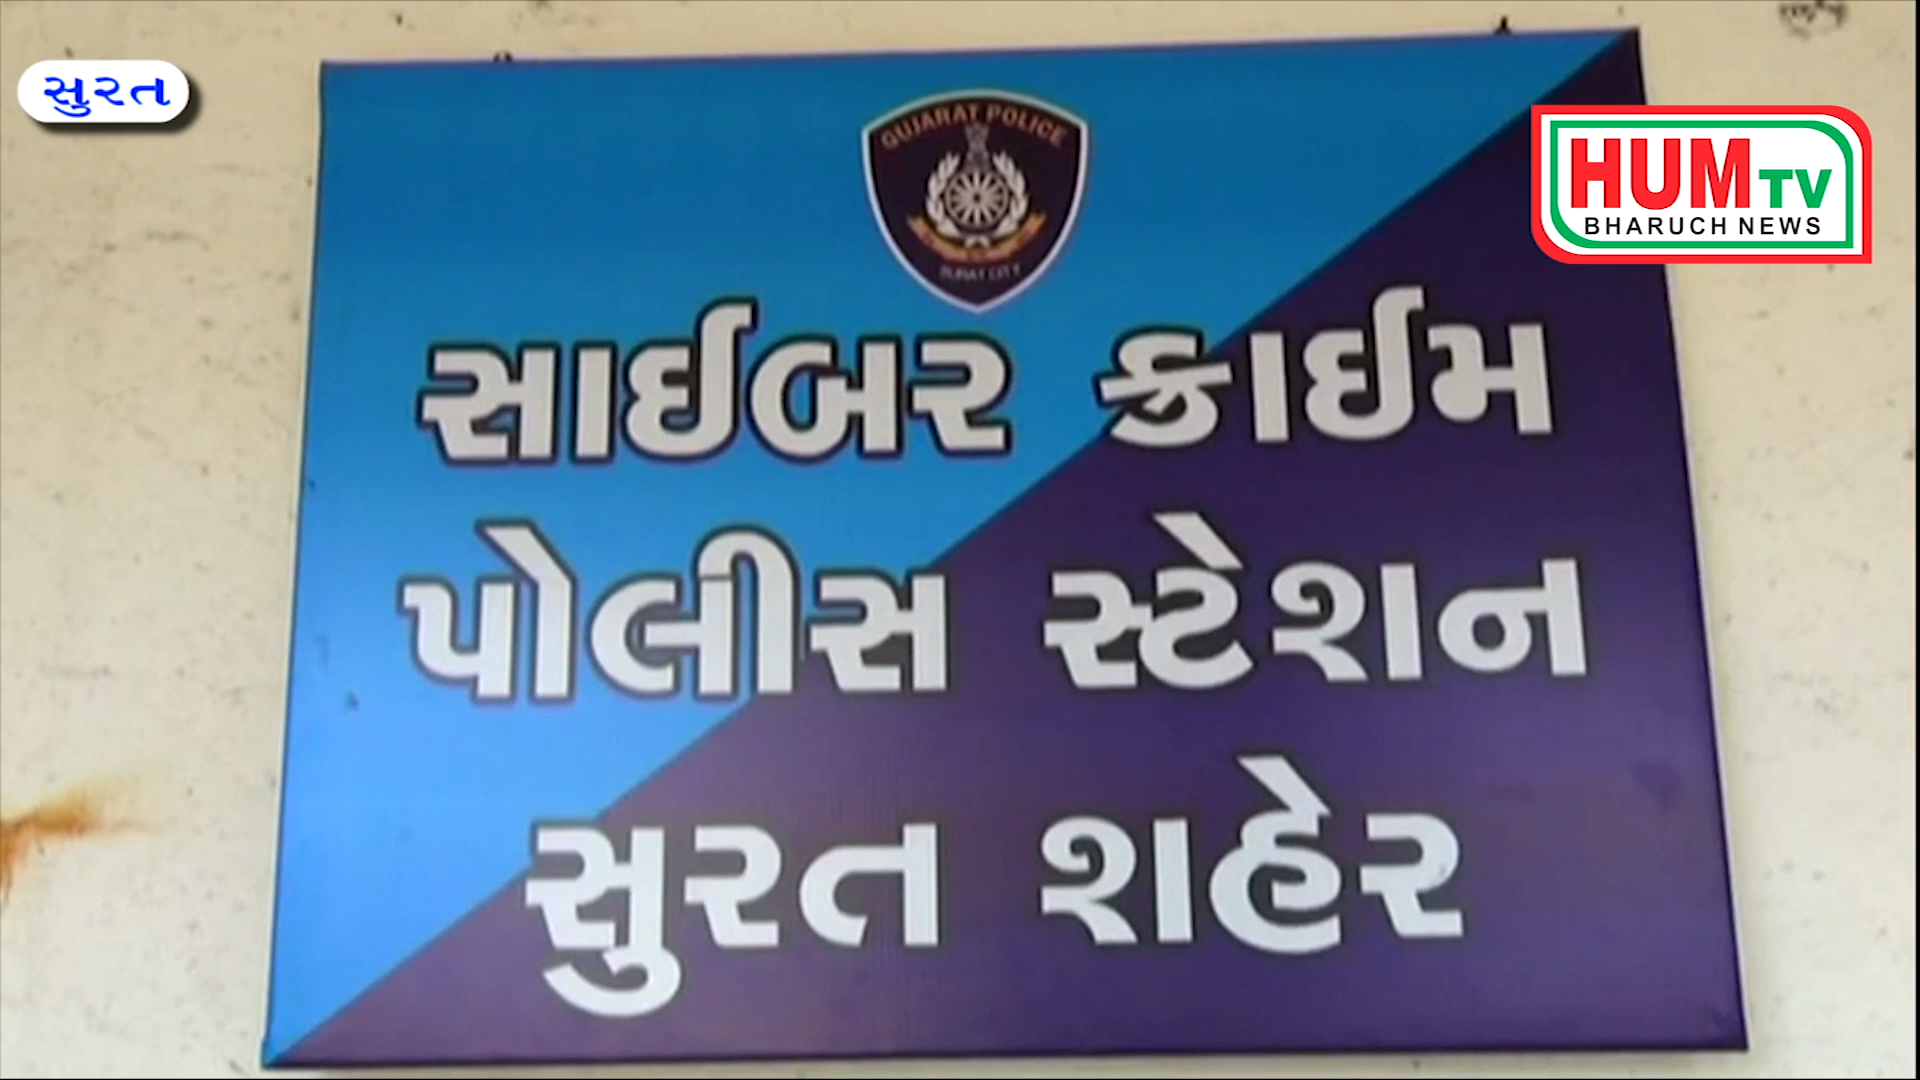 સુરત
HUM TV
BHARUCH NEWS
GUJARAT POLICE
SURAT CITY
સાઈબર ક્રાઈમ
પોલીસ સ્ટેશન
સુરત શહેર